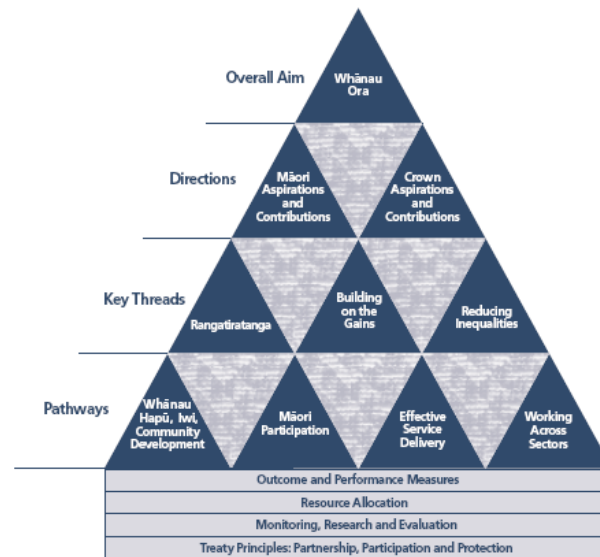 Overall Aim
Whānau
Ora
Directions
Māori
Aspirations
and
Contributions
Crown
Aspirations
and
Contributions
Key Threads
Rangatiratanga
Building
on the
Gains
Reducing
Inequalities
Pathways
Whānau
Hapū, Iwi,
Community
Development
Māori
Participation
Effective
Service
Delivery
Working
Across
Sectors
Outcome and Performance Measures
Resource Allocation
Monitoring, Research and Evaluation
Treaty Principles: Partnership, Participation and Protection